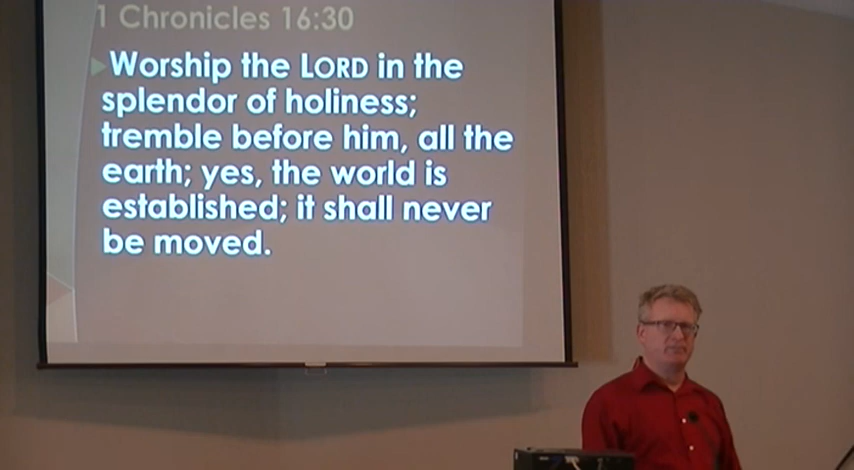 1 Chronicles 16:30
Worship the LORD in the
splendor of holiness;
tremble before him, all the
earth; yes, the world is
established; it shall never
be moved.